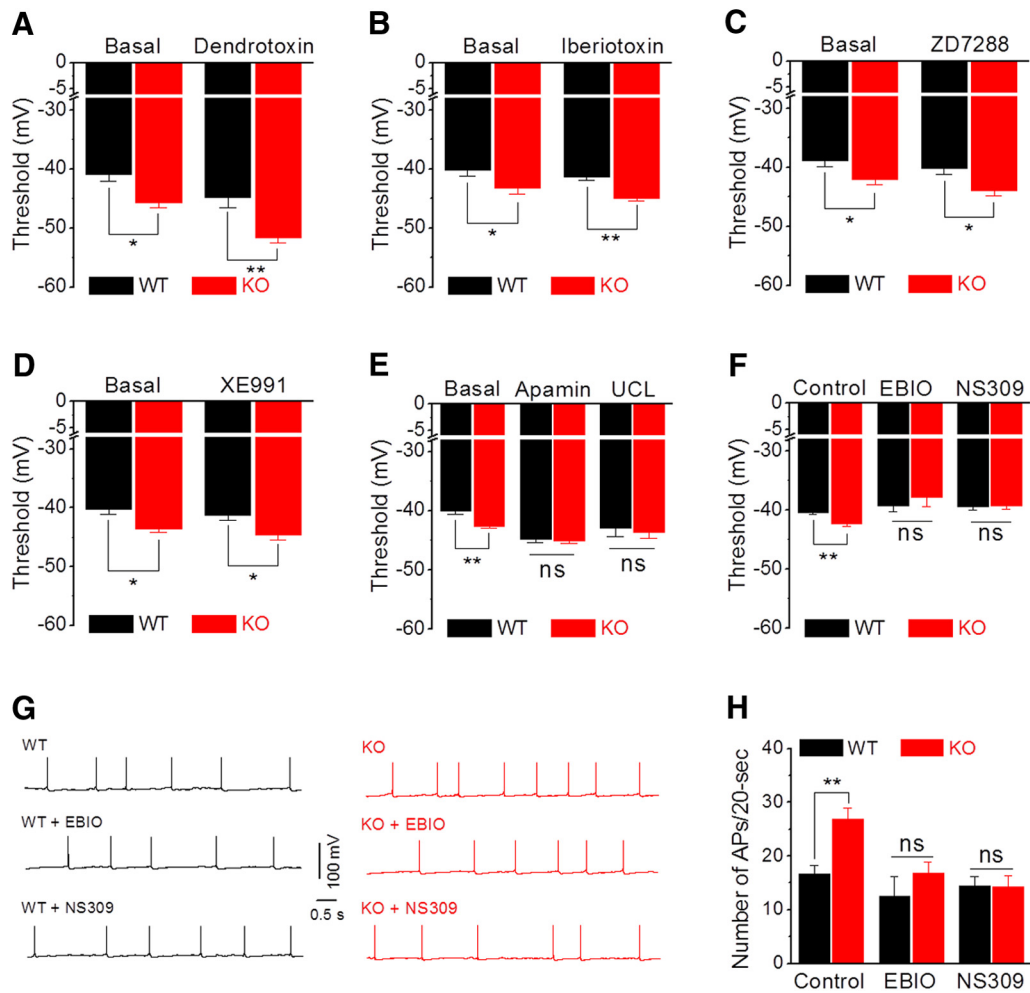 A
Basal Dendrotoxin
0
-5
-30
-40
-50
-60
Threshold (mV)
*
**
WT KO
B
Basal Iberiotoxin
0
-5
-30
-40
-50
-60
Threshold (mV)
*
**
WT KO
C
Basal ZD7288
0
-5
-30
-40
-50
-60
Threshold (mV)
*
*
WT KO
D
Basal XE991
0
-5
-30
-40
-50
-60
Threshold (mV)
*
*
WT KO
E
Basal Apamin UCL
0
-5
-30
-40
-50
-60
Threshold (mV)
**
ns
ns
WT KO
F
Control EBIO NS309
0
-5
-30
-40
-50
-60
Threshold (mV)
**
ns
ns
WT KO
G
WT
WT + EBIO
WT + NS309
100 mV
0.5 s
KO
KO + EBIO
KO + NS309
H
WT KO
40
30
20
10
0
Number of APs/20-sec
**
ns
ns
Control EBIO NS309